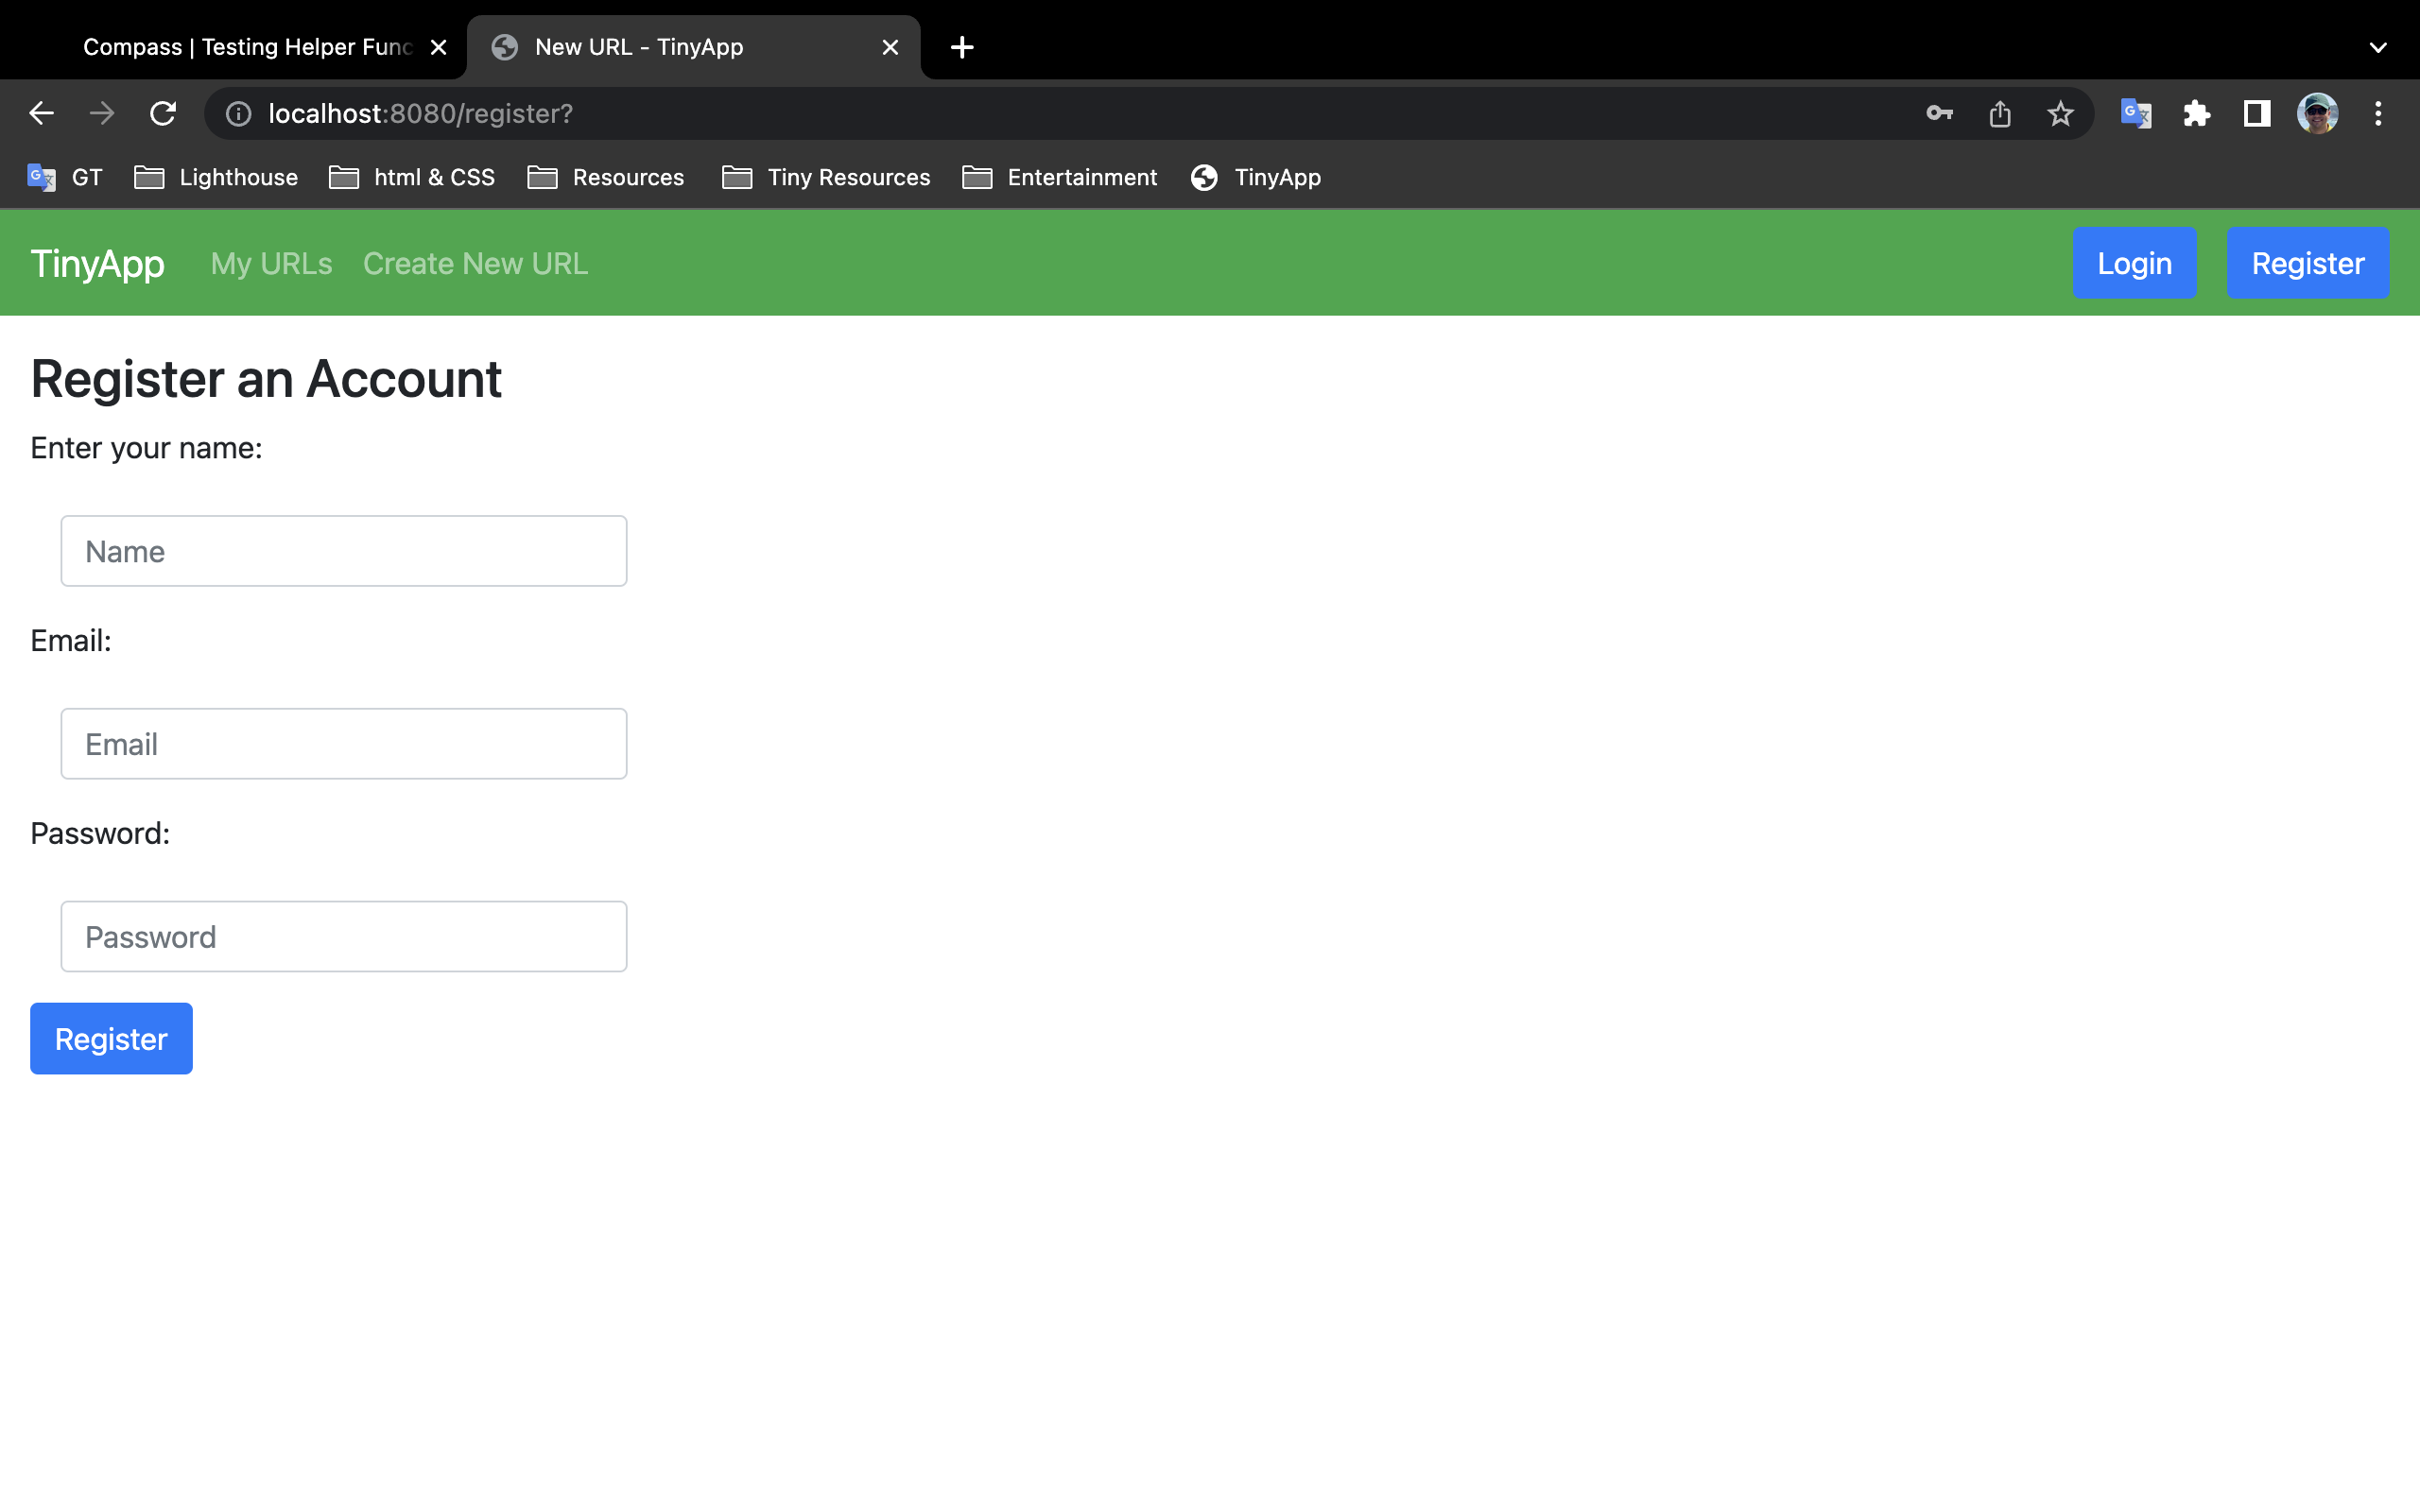 Compass | Testing Helper Func
New URL - TinyApp
localhost:8080/register?
GT Lighthouse html & CSS Resources Tiny Resources Entertainment TinyApp
TinyApp My URLs Create New URL Login Register
Register an Account
Enter your name:
Name
Email:
Email
Password:
Password
Register